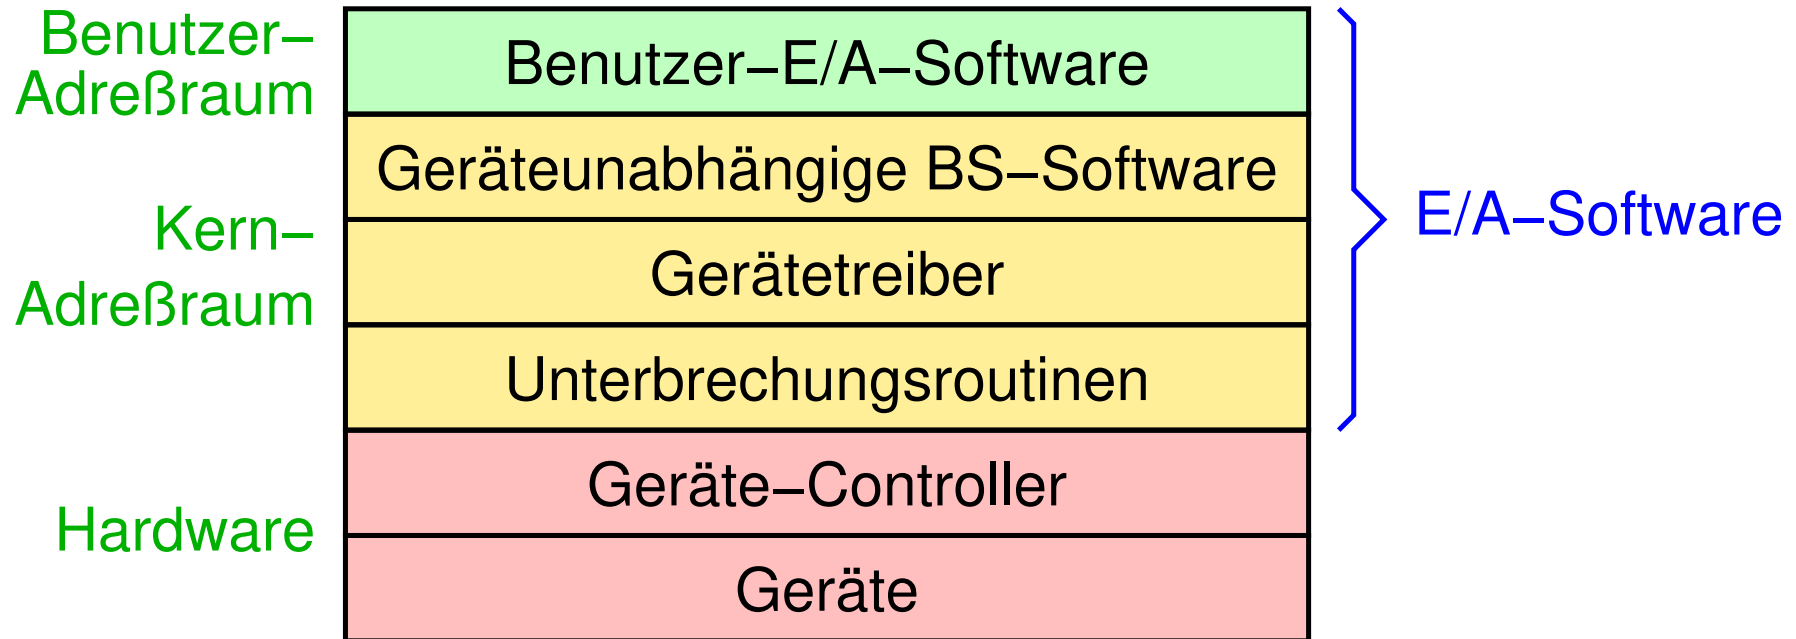 Benutzer–
Adreßraum
Benutzer–E/A–Software
Geräteunabhängige BS–Software
Kern–
Adreßraum
Gerätetreiber
Unterbrechungsroutinen
E/A–Software
Geräte–Controller
Hardware
Geräte